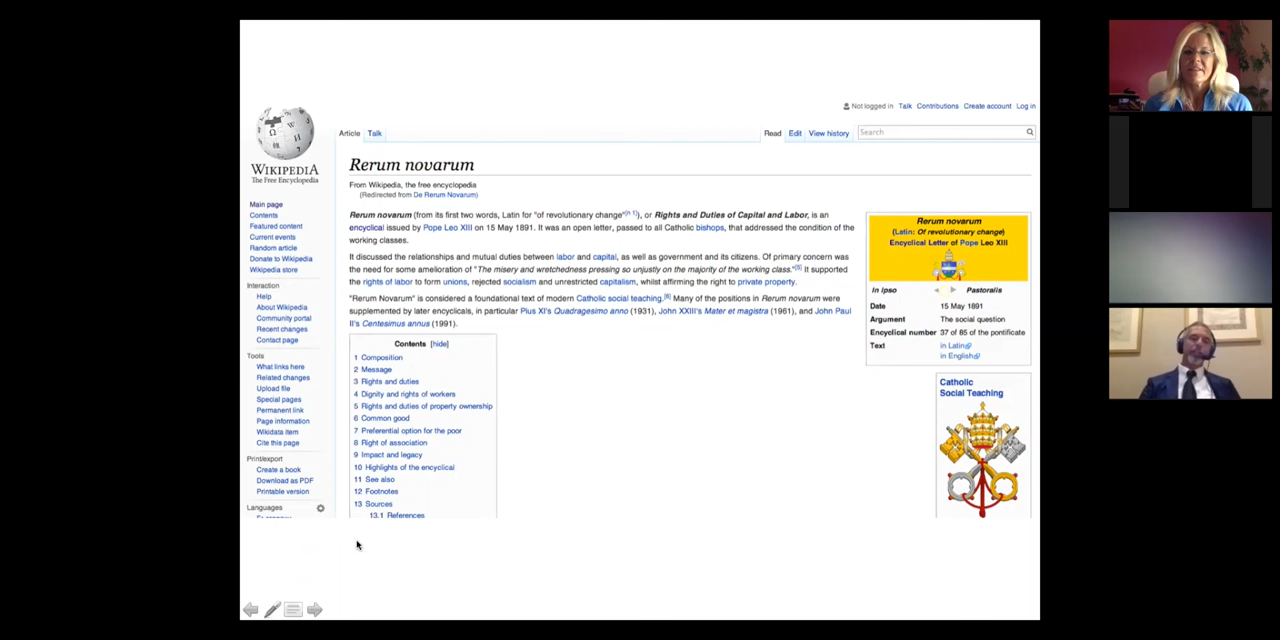 Not logged in Talk Contributions Create account Log in
Article Talk
Read Edit View history Search
WIKIPEDIA
The Free Encyclopedia
Main page
Contents
Featured content
Current events
Random article
Donate to Wikipedia
Wikipedia store
Interaction
Help
About Wikipedia
Community portal
Recent changes
Contact page
Tools
What links here
Related changes
Upload file
Special pages
Permanent link
Page information
Wikidata item
Cite this page
Print/export
Create a book
Download as PDF
Printable version
Languages
Rerum novarum
From Wikipedia, the free encyclopedia
(Redirected from De Rerum Novarum)
Rerum novarum (from its first two words, Latin for "of revolutionary change"[n 1]), or Rights and Duties of Capital and Labor, is an
encyclical issued by Pope Leo XIII on 15 May 1891. It was an open letter, passed to all Catholic bishops, that addressed the condition of the
working classes.
It discussed the relationships and mutual duties between labor and capital, as well as government and its citizens. Of primary concern was
the need for some amelioration of "The misery and wretchedness pressing so unjustly on the majority of the working class."[5] It supported
the rights of labor to form unions, rejected socialism and unrestricted capitalism, whilst affirming the right to private property.
"Rerum Novarum" is considered a foundational text of modern Catholic social teaching.[6] Many of the positions in Rerum novarum were
supplemented by later encyclicals, in particular Pius XI's Quadragesimo anno (1931), John XXIII's Mater et magistra (1961), and John Paul
II's Centesimus annus (1991).
Contents [hide]
1 Composition
2 Message
3 Rights and duties
4 Dignity and rights of workers
5 Rights and duties of property ownership
6 Common good
7 Preferential option for the poor
8 Right of association
9 Impact and legacy
10 Highlights of the encyclical
11 See also
12 Footnotes
13 Sources
13.1 References
Rerum novarum
(Latin: Of revolutionary change)
Encyclical Letter of Pope Leo XIII
In ipso Pastoralis
Date 15 May 1891
Argument The social question
Encyclical number 37 of 85 of the pontificate
Text in Latin
in English
Catholic
Social Teaching